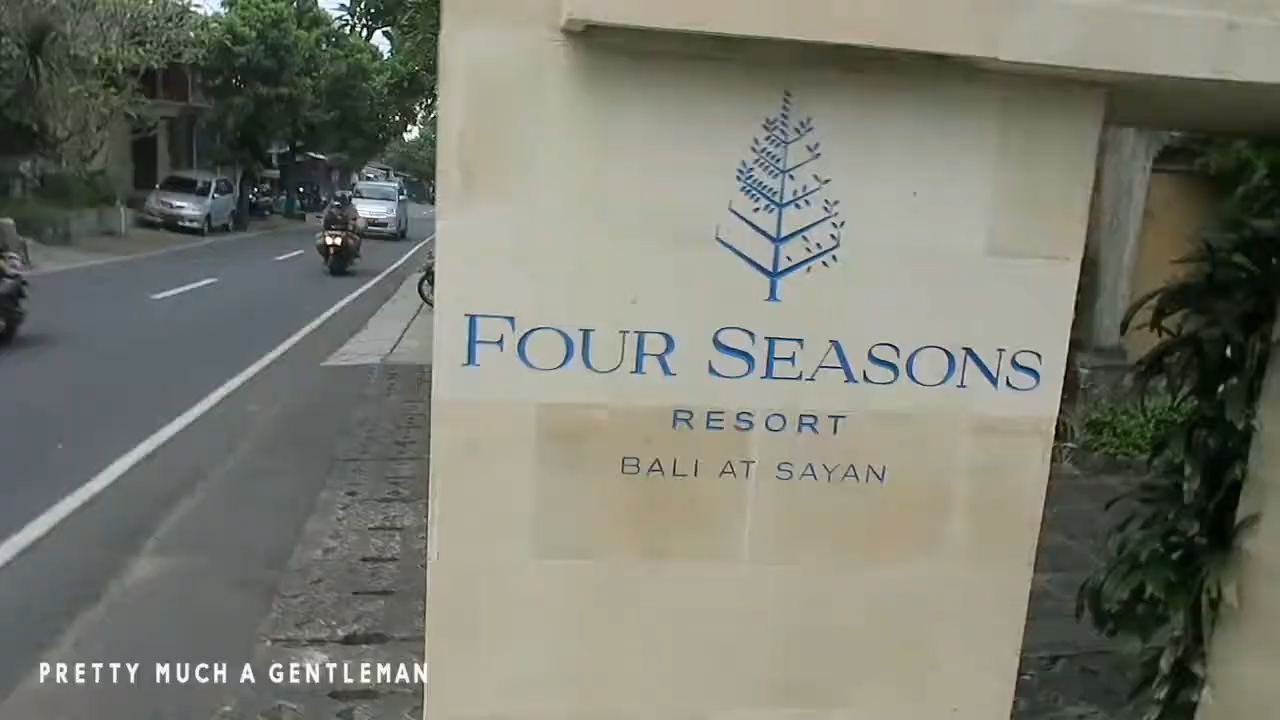 FOUR SEASONS
RESORT
BALI AT SAYAN
PRETTY MUCH A GENTLEMAN